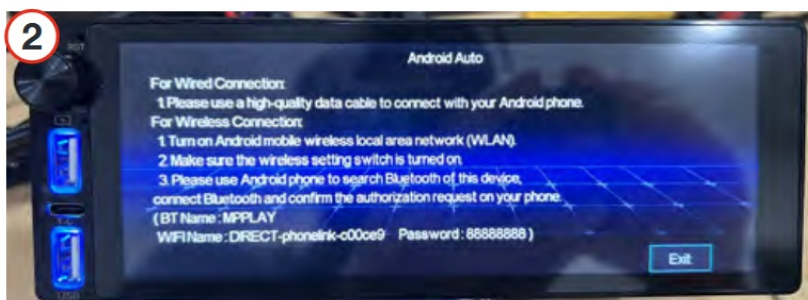 2
RST
Android Auto
For Wired Connection:
1.Please use a high-quality data cable to connect with your Android phone.
For Wireless Connection:
1.Turn on Android mobile wireless local area network (WLAN).
2.Make sure the wireless setting switch is turned on.
3.Please use Android phone to search Bluetooth of this device,
connect Bluetooth and confirm the authorization request on your phone.
(BT Name : MPPLAY
WIFI Name : DIRECT-phonelink-c00ce9 Password : 88888888 )
Exit
USB